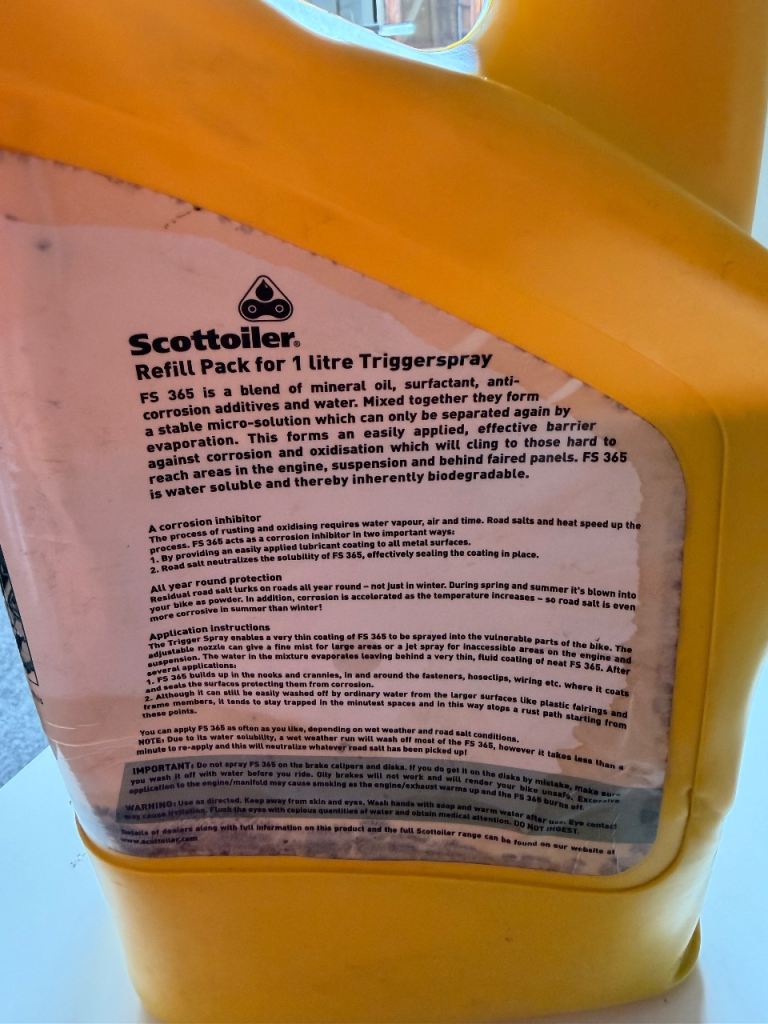 Scottoiler®
Refill Pack for 1 litre Triggerspray
FS 365 is a blend of mineral oil, surfactant, anti-
corrosion additives and water. Mixed together they form
a stable micro-solution which can only be separated again by
evaporation. This forms an easily applied, effective barrier
against corrosion and oxidisation which will cling to those hard to
reach areas in the engine, suspension and behind faired panels. FS 365
is water soluble and thereby inherently biodegradable.
A corrosion inhibitor
The process of rusting and oxidising requires water vapour, air and time. Road salts and heat speed up the
process. FS 365 acts as a corrosion inhibitor in two important ways:
1. By providing an easily applied lubricant coating to all metal surfaces.
2. Road salt neutralizes the solubility of FS 365, effectively sealing the coating in place.
All year round protection
Residual road salt lurks on roads all year round – not just in winter. During spring and summer it's blown into
your bike as powder. In addition, corrosion is accelerated as the temperature increases – so road salt is even
more corrosive in summer than winter!
Application instructions
The Trigger Spray enables a very thin coating of FS 365 to be sprayed into the vulnerable parts of the bike. The
adjustable nozzle can give a fine mist for large areas or a jet spray for inaccessible areas on the engine and
suspension. The water in the mixture evaporates leaving behind a very thin, fluid coating of neat FS 365. After
several applications:
1. FS 365 builds up in the nooks and crannies, in and around the fasteners, hoseclips, wiring etc. where it coats
and seals the surfaces protecting them from corrosion.
2. Although it can still be easily washed off by ordinary water from the larger surfaces like plastic fairings and
frame members, it tends to stay trapped in the minutest spaces and in this way stops a rust path starting from
these points.
You can apply FS 365 as often as you like, depending on wet weather and road salt conditions.
NOTE: Due to its water solubility, a wet weather run will wash off most of the FS 365, however it takes less than a
minute to re-apply and this will neutralize whatever road salt has been picked up!
IMPORTANT: Do not spray FS 365 on the brake calipers and disks. If you do get it on the disks by mistake, make sure
you wash it off with water before you ride. Oily brakes will not work and will render your bike unsafe. Excessive
application to the engine/manifold may cause smoking as the engine/exhaust warms up and the FS 365 burns off.
WARNING: Use as directed. Keep away from skin and eyes. Wash hands with soap and warm water after use. Eye contact
may cause irritation. Flush the eyes with copious quantities of water and obtain medical attention. DO NOT INGEST.
Details of dealers along with full information on this product and the full Scottoiler range can be found on our website at
www.scottoiler.com